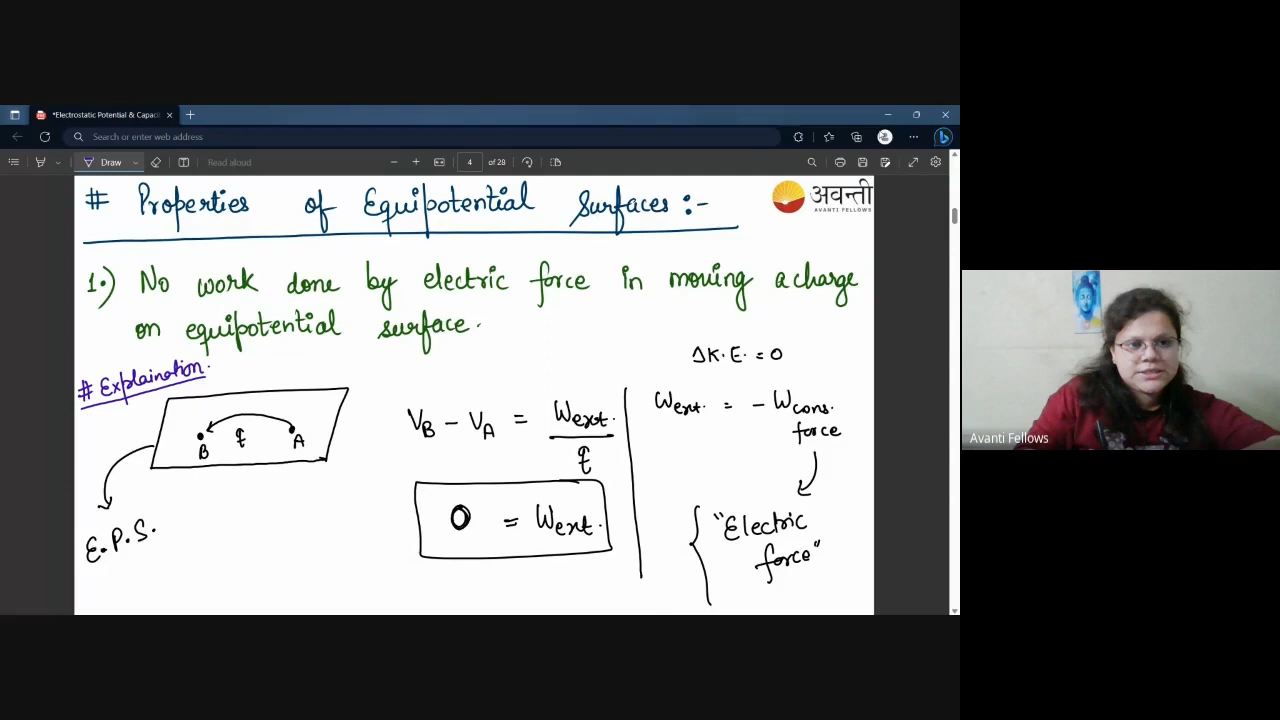 *Electrostatic Potential & Capaci
Search or enter web address
Draw
Read aloud
4 of 28
# Properties of Equipotential Surfaces :-
अवन्ती
AVANTI FELLOWS
1.) No work done by electric force in moving a charge
on equipotential surface.
# Explaination.
B q A
E.P.S.
V_B - V_A = Wext. / q
0 = Wext.
ΔK.E. = 0
Wext. = - Wcons.
force
"Electric
force"
Avanti Fellows